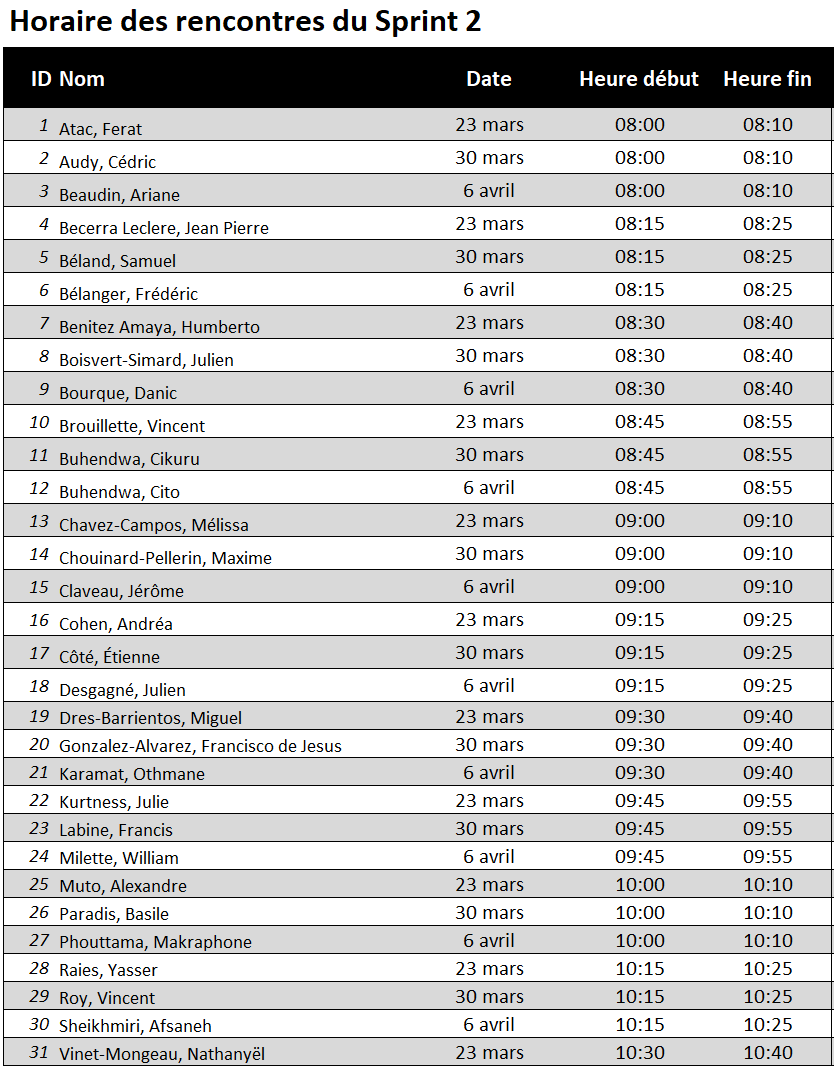 Horaire des rencontres du Sprint 2
ID Nom Date Heure début Heure fin
1 Atac, Ferat 23 mars 08:00 08:10
2 Audy, Cédric 30 mars 08:00 08:10
3 Beaudin, Ariane 6 avril 08:00 08:10
4 Becerra Leclere, Jean Pierre 23 mars 08:15 08:25
5 Béland, Samuel 30 mars 08:15 08:25
6 Bélanger, Frédéric 6 avril 08:15 08:25
7 Benitez Amaya, Humberto 23 mars 08:30 08:40
8 Boisvert-Simard, Julien 30 mars 08:30 08:40
9 Bourque, Danic 6 avril 08:30 08:40
10 Brouillette, Vincent 23 mars 08:45 08:55
11 Buhendwa, Cikuru 30 mars 08:45 08:55
12 Buhendwa, Cito 6 avril 08:45 08:55
13 Chavez-Campos, Mélissa 23 mars 09:00 09:10
14 Chouinard-Pellerin, Maxime 30 mars 09:00 09:10
15 Claveau, Jérôme 6 avril 09:00 09:10
16 Cohen, Andréa 23 mars 09:15 09:25
17 Côté, Étienne 30 mars 09:15 09:25
18 Desgagné, Julien 6 avril 09:15 09:25
19 Dres-Barrientos, Miguel 23 mars 09:30 09:40
20 Gonzalez-Alvarez, Francisco de Jesus 30 mars 09:30 09:40
21 Karamat, Othmane 6 avril 09:30 09:40
22 Kurtness, Julie 23 mars 09:45 09:55
23 Labine, Francis 30 mars 09:45 09:55
24 Milette, William 6 avril 09:45 09:55
25 Muto, Alexandre 23 mars 10:00 10:10
26 Paradis, Basile 30 mars 10:00 10:10
27 Phouttama, Makraphone 6 avril 10:00 10:10
28 Raies, Yasser 23 mars 10:15 10:25
29 Roy, Vincent 30 mars 10:15 10:25
30 Sheikhmiri, Afsaneh 6 avril 10:15 10:25
31 Vinet-Mongeau, Nathanyël 23 mars 10:30 10:40